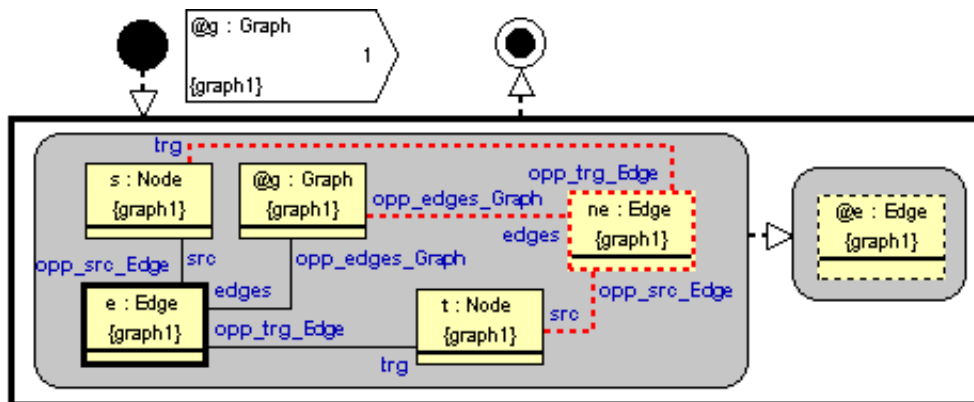 @g : Graph
1
{graph1}
trg
s : Node
{graph1}
@g : Graph
{graph1}
opp_trg_Edge
opp_edges_Graph
ne : Edge
{graph1}
edges
@e : Edge
{graph1}
opp_src_Edge
src
opp_edges_Graph
e : Edge
{graph1}
edges
opp_trg_Edge
trg
t : Node
{graph1}
src
opp_src_Edge